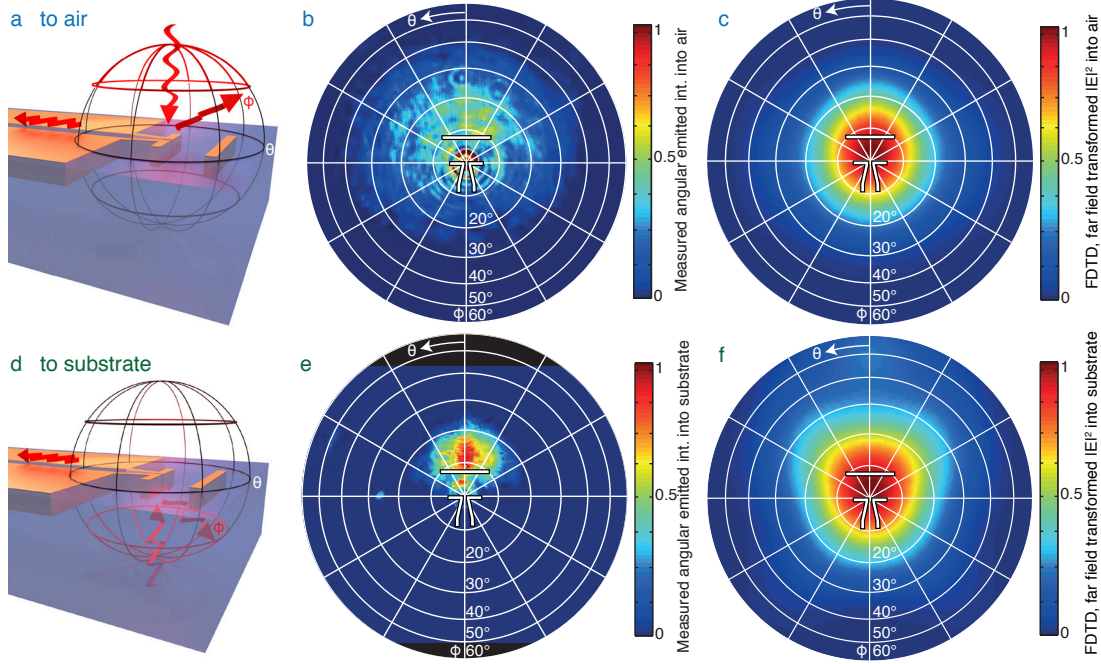 a to air
ϕ
θ
b
θ
20°
30°
40°
50°
Φ 60°
1
0.5
0
Measured angular emitted int. into air
c
θ
20°
30°
40°
50°
Φ 60°
1
0.5
0
FDTD, far field transformed IEI² into air
d to substrate
θ
ϕ
e
θ
20°
30°
40°
50°
Φ 60°
1
0.5
0
Measured angular emitted int. into substrate
f
θ
20°
30°
40°
50°
Φ 60°
1
0.5
0
FDTD, far field transformed IEI² into substrate